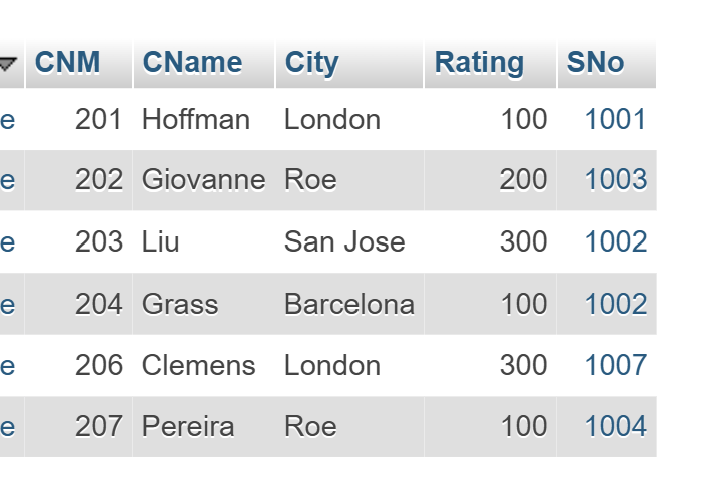 CNM CName City Rating SNo
e 201 Hoffman London 100 1001
e 202 Giovanne Roe 200 1003
e 203 Liu San Jose 300 1002
e 204 Grass Barcelona 100 1002
e 206 Clemens London 300 1007
e 207 Pereira Roe 100 1004